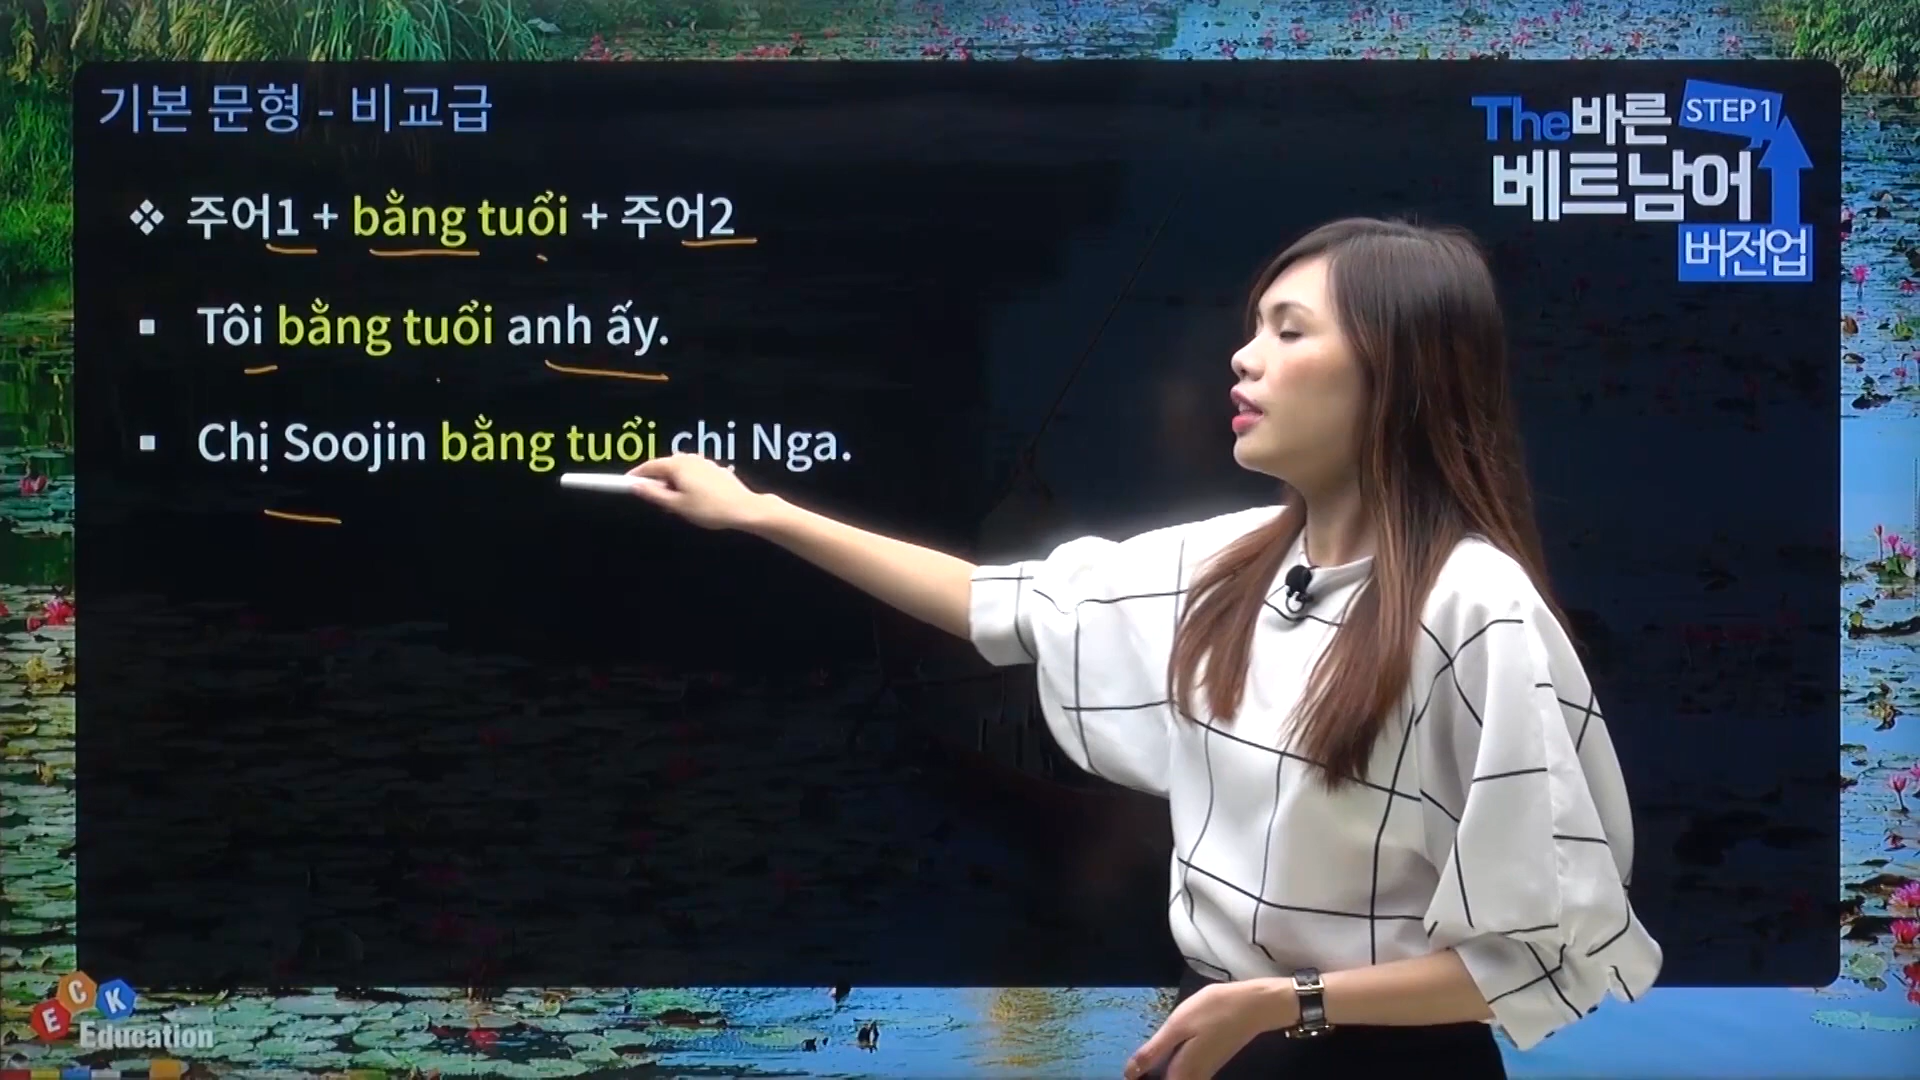 기본 문형 - 비교급
The바른 STEP1
베트남어
버전업
❖ 주어1 + bằng tuổi + 주어2
▪ Tôi bằng tuổi anh ấy.
▪ Chị Soojin bằng tuổi chị Nga.
ECK
Education